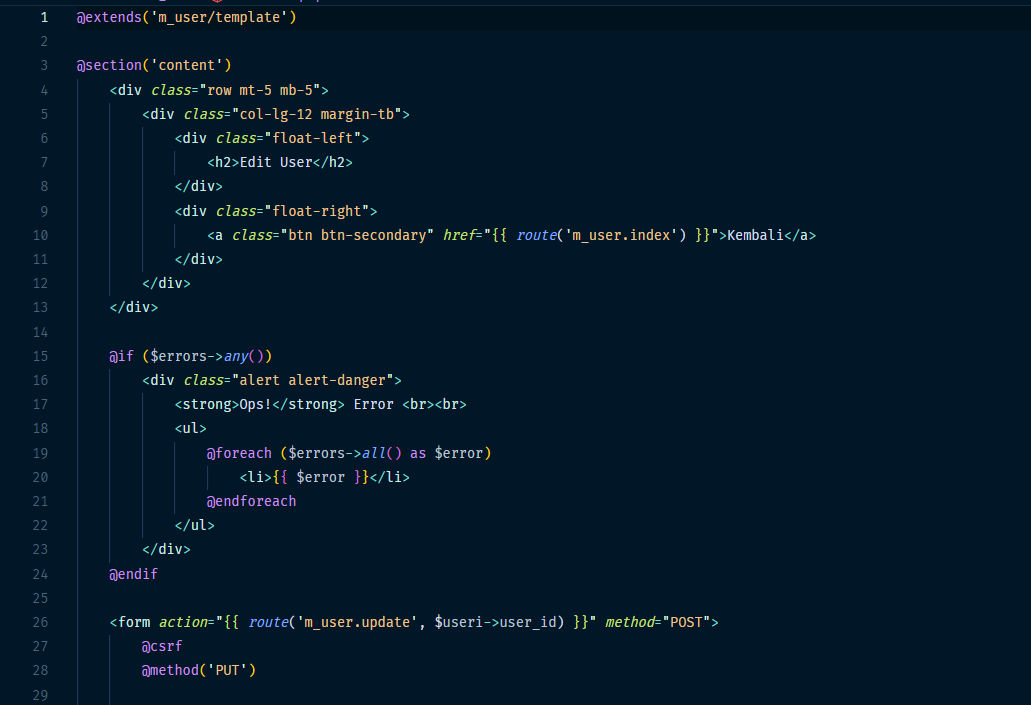 1 @extends('m_user/template')
2
3 @section('content')
4     <div class="row mt-5 mb-5">
5         <div class="col-lg-12 margin-tb">
6             <div class="float-left">
7                 <h2>Edit User</h2>
8             </div>
9             <div class="float-right">
10                 <a class="btn btn-secondary" href="{{ route('m_user.index') }}">Kembali</a>
11             </div>
12         </div>
13     </div>
14
15     @if ($errors->any())
16         <div class="alert alert-danger">
17             <strong>Ops!</strong> Error <br><br>
18             <ul>
19                 @foreach ($errors->all() as $error)
20                     <li>{{ $error }}</li>
21                 @endforeach
22             </ul>
23         </div>
24     @endif
25
26     <form action="{{ route('m_user.update', $useri->user_id) }}" method="POST">
27         @csrf
28         @method('PUT')
29